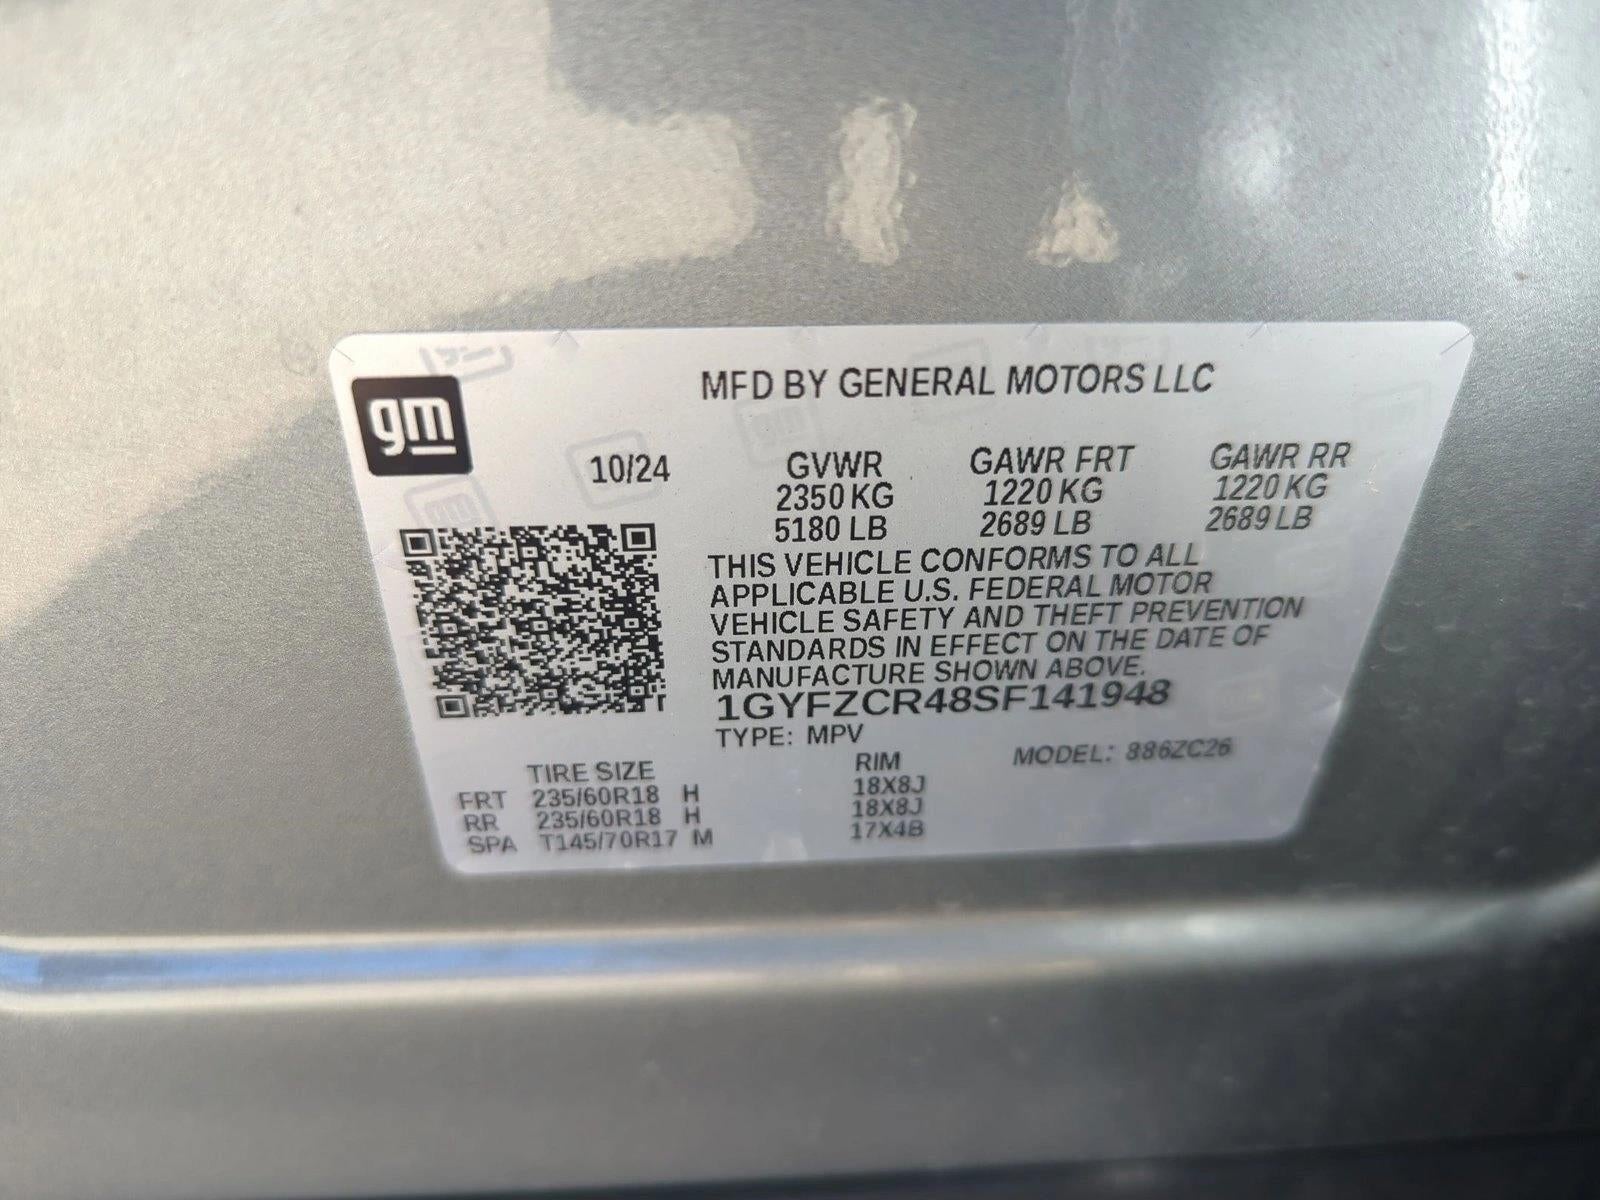 gm
MFD BY GENERAL MOTORS LLC
10/24 GVWR GAWR FRT GAWR RR
2350 KG 1220 KG 1220 KG
5180 LB 2689 LB 2689 LB
THIS VEHICLE CONFORMS TO ALL
APPLICABLE U.S. FEDERAL MOTOR
VEHICLE SAFETY AND THEFT PREVENTION
STANDARDS IN EFFECT ON THE DATE OF
MANUFACTURE SHOWN ABOVE.
1GYFZCR48SF141948
TYPE: MPV MODEL: 886ZC26
TIRE SIZE RIM
FRT 235/60R18 H 18X8J
RR 235/60R18 H 18X8J
SPA T145/70R17 M 17X4B